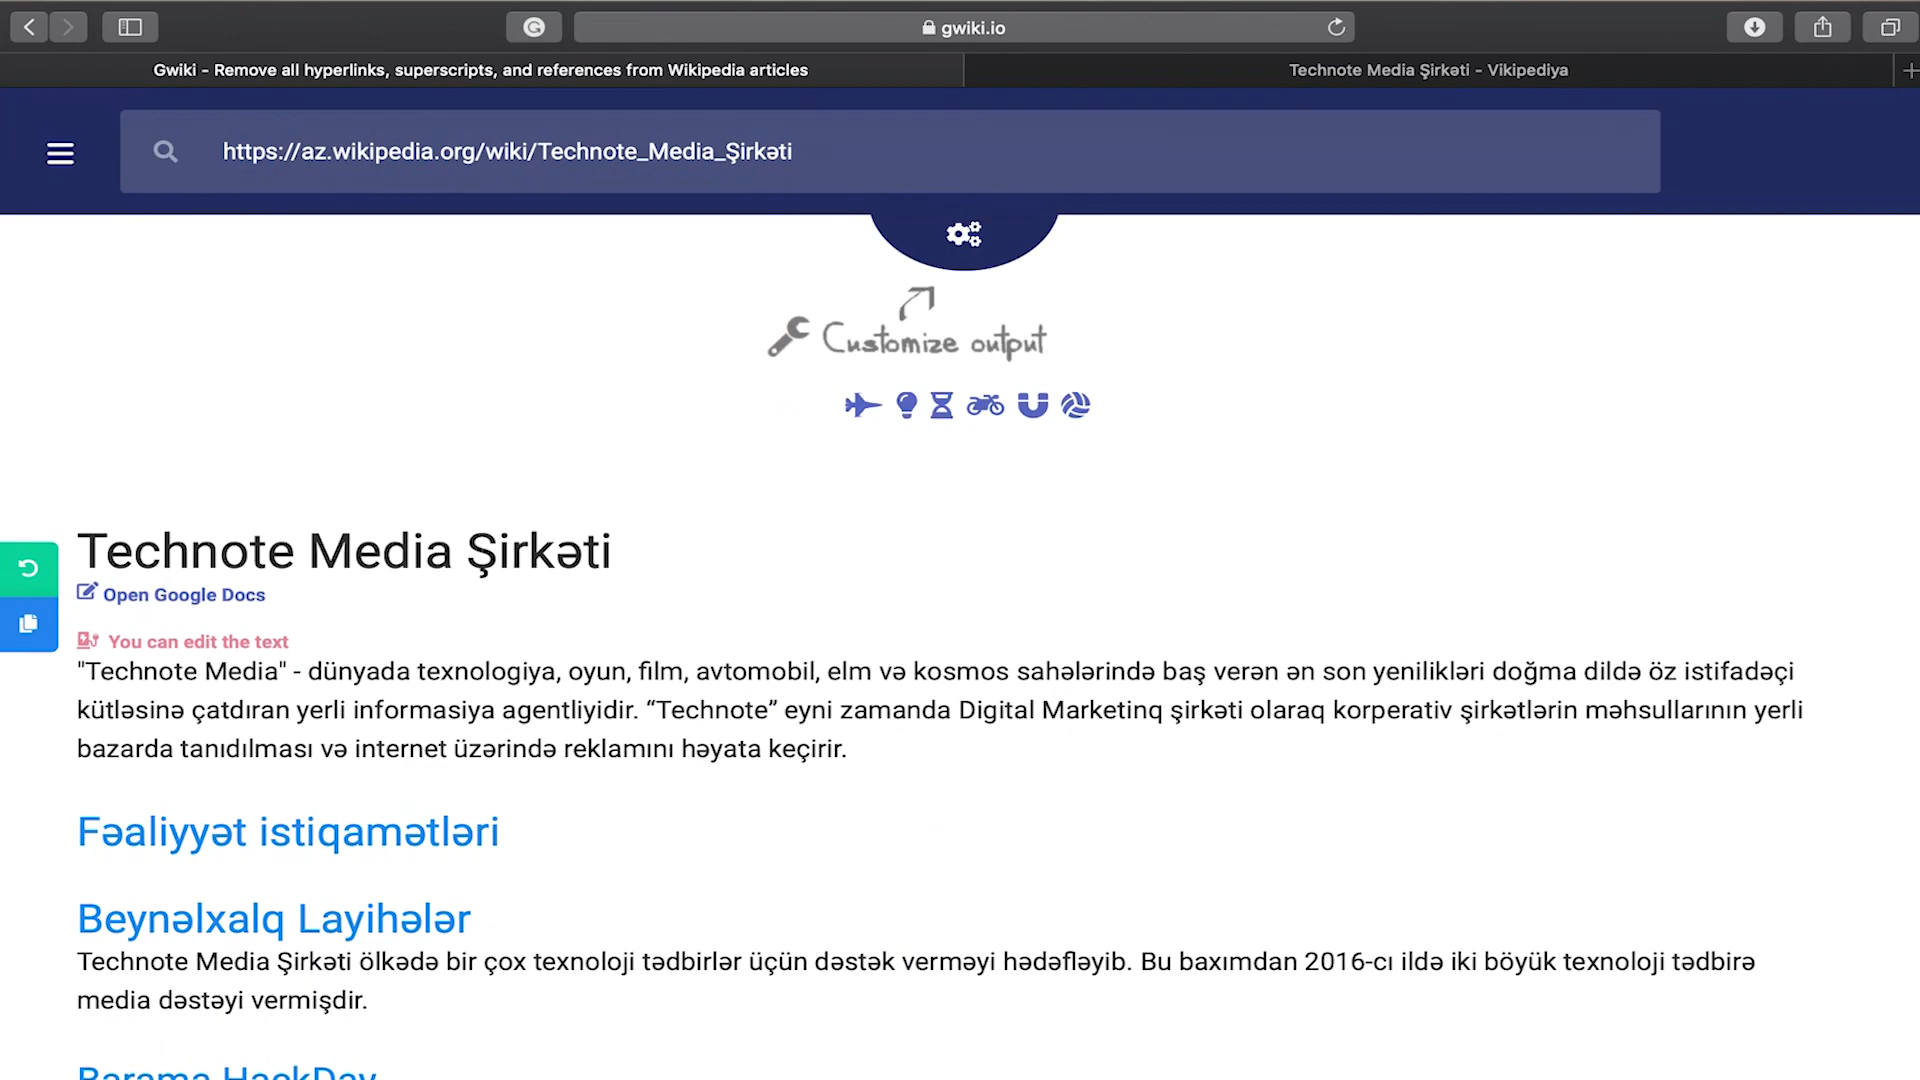 gwiki.io
Gwiki - Remove all hyperlinks, superscripts, and references from Wikipedia articles
Technote Media Şirkəti - Vikipediya
https://az.wikipedia.org/wiki/Technote_Media_Şirkəti
Customize output
Technote Media Şirkəti
Open Google Docs
You can edit the text
"Technote Media" - dünyada texnologiya, oyun, film, avtomobil, elm və kosmos sahələrində baş verən ən son yenilikləri doğma dildə öz istifadəçi
kütləsinə çatdıran yerli informasiya agentliyidir. “Technote” eyni zamanda Digital Marketinq şirkəti olaraq korperativ şirkətlərin məhsullarının yerli
bazarda tanıdılması və internet üzərində reklamını həyata keçirir.
Fəaliyyət istiqamətləri
Beynəlxalq Layihələr
Technote Media Şirkəti ölkədə bir çox texnoloji tədbirlər üçün dəstək verməyi hədəfləyib. Bu baxımdan 2016-cı ildə iki böyük texnoloji tədbirə
media dəstəyi vermişdir.
Barama HackDay